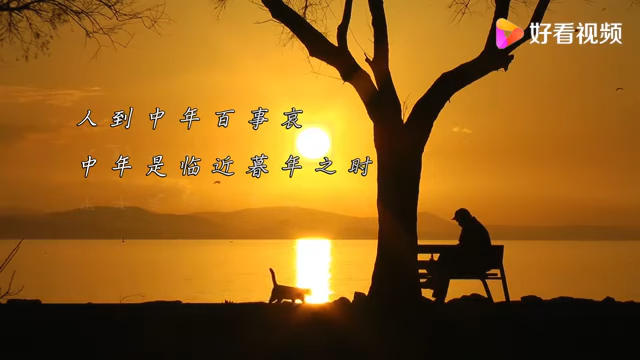 好看视频
人到中年百事哀
中年是临近暮年之时